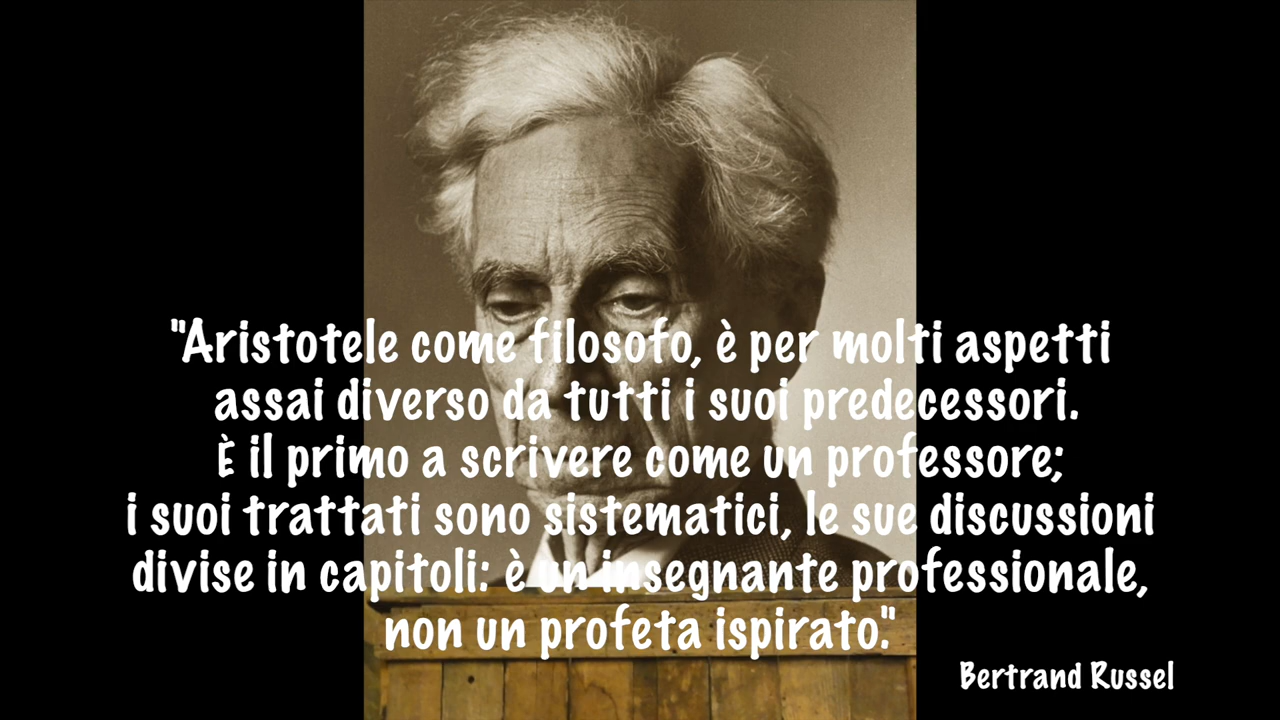 "Aristotele come filosofo, è per molti aspetti
assai diverso da tutti i suoi predecessori.
È il primo a scrivere come un professore;
i suoi trattati sono sistematici, le sue discussioni
divise in capitoli: è un insegnante professionale,
non un profeta ispirato."
Bertrand Russel